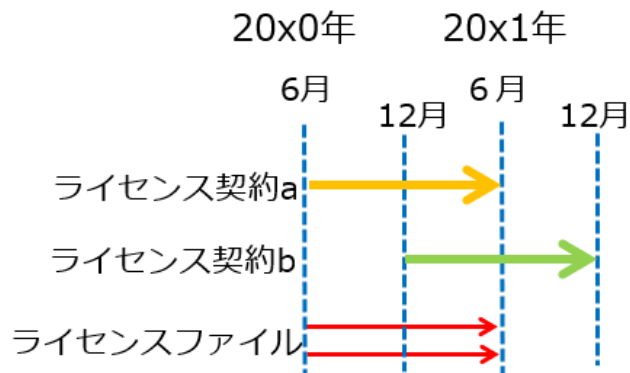 20x0年 20x1年
6月 6月
12月 12月
ライセンス契約a
ライセンス契約b
ライセンスファイル